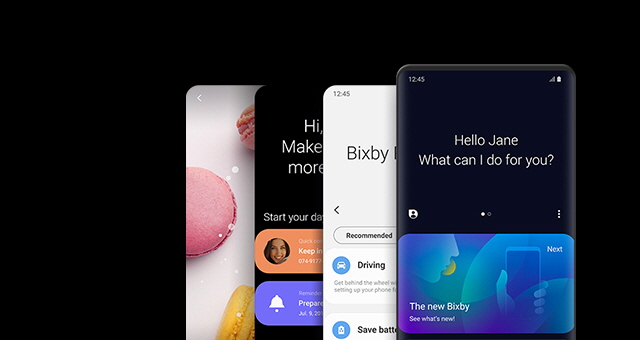 Hi,
Make
more
Start your day
Quick con
Keep in
074-917
Reminder
Prepare
Jul. 9, 20
12:45
Bixby
Recommended
Driving
Get behind the wheel
setting up your phone f
Save batte
12:45
Hello Jane
What can I do for you?
Next
The new Bixby
See what's new!